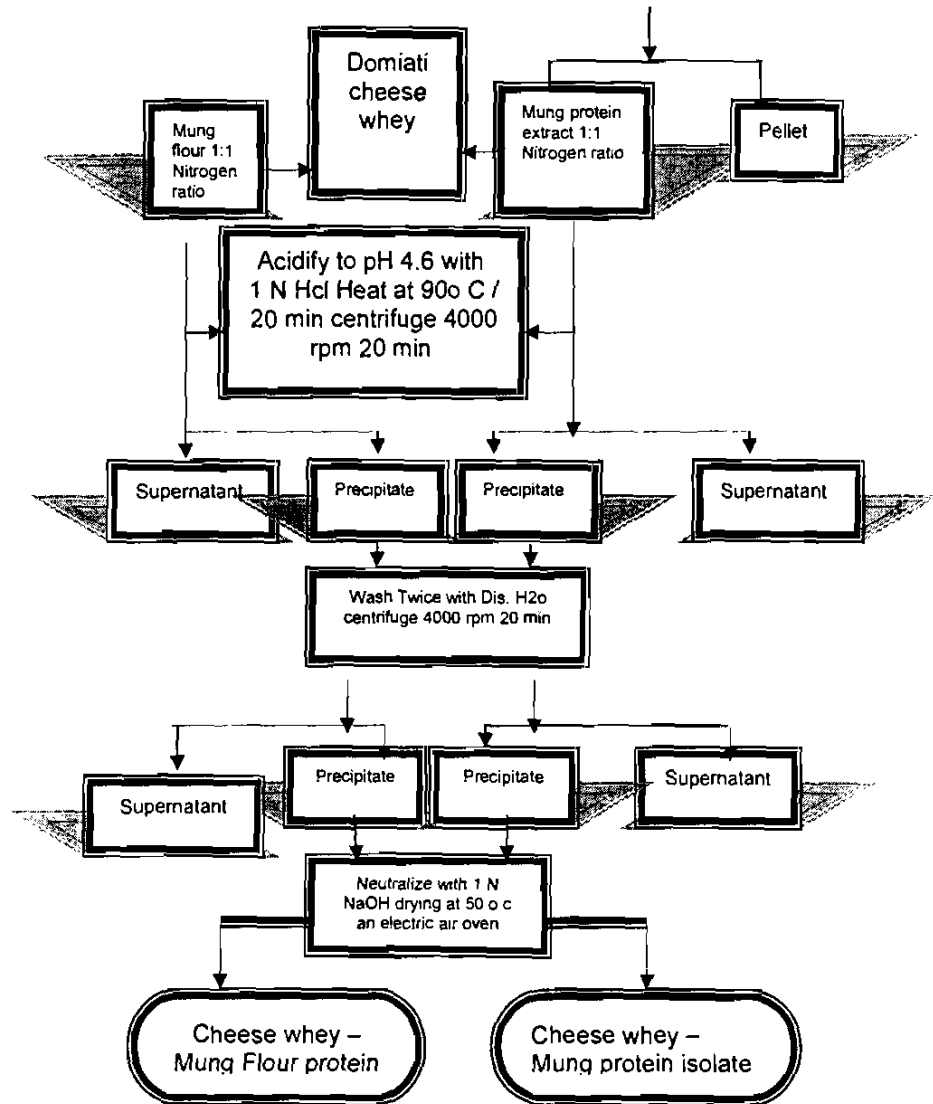 Domiati
cheese
whey
Mung
flour 1:1
Nitrogen
ratio
Mung protein
extract 1:1
Nitrogen ratio
Pellet
Acidify to pH 4.6 with
1 N Hcl Heat at 90o C /
20 min centrifuge 4000
rpm 20 min
Supernatant
Precipitate
Precipitate
Supernatant
Wash Twice with Dis. H2o
centrifuge 4000 rpm 20 min
Supernatant
Precipitate
Precipitate
Supernatant
Neutralize with 1 N
NaOH drying at 50 o c
an electric air oven
Cheese whey –
Mung Flour protein
Cheese whey –
Mung protein isolate